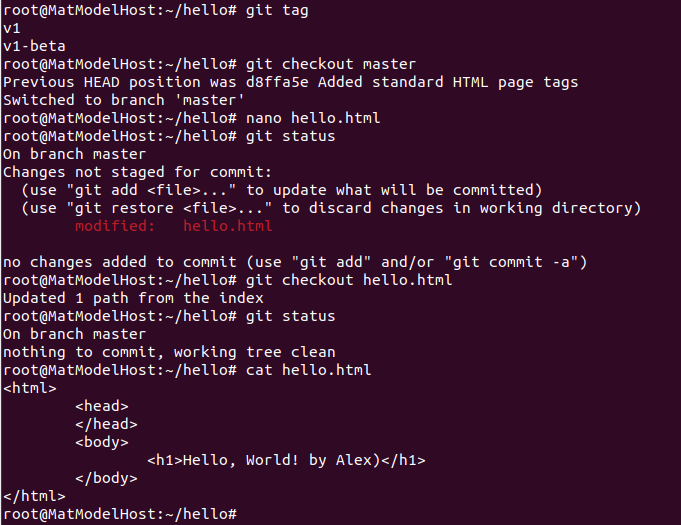 root@MatModelHost:~/hello# git tag
v1
v1-beta
root@MatModelHost:~/hello# git checkout master
Previous HEAD position was d8ffa5e Added standard HTML page tags
Switched to branch 'master'
root@MatModelHost:~/hello# nano hello.html
root@MatModelHost:~/hello# git status
On branch master
Changes not staged for commit:
  (use "git add <file>..." to update what will be committed)
  (use "git restore <file>..." to discard changes in working directory)
        modified:   hello.html

no changes added to commit (use "git add" and/or "git commit -a")
root@MatModelHost:~/hello# git checkout hello.html
Updated 1 path from the index
root@MatModelHost:~/hello# git status
On branch master
nothing to commit, working tree clean
root@MatModelHost:~/hello# cat hello.html
<html>
        <head>
        </head>
        <body>
                <h1>Hello, World! by Alex)</h1>
        </body>
</html>
root@MatModelHost:~/hello#